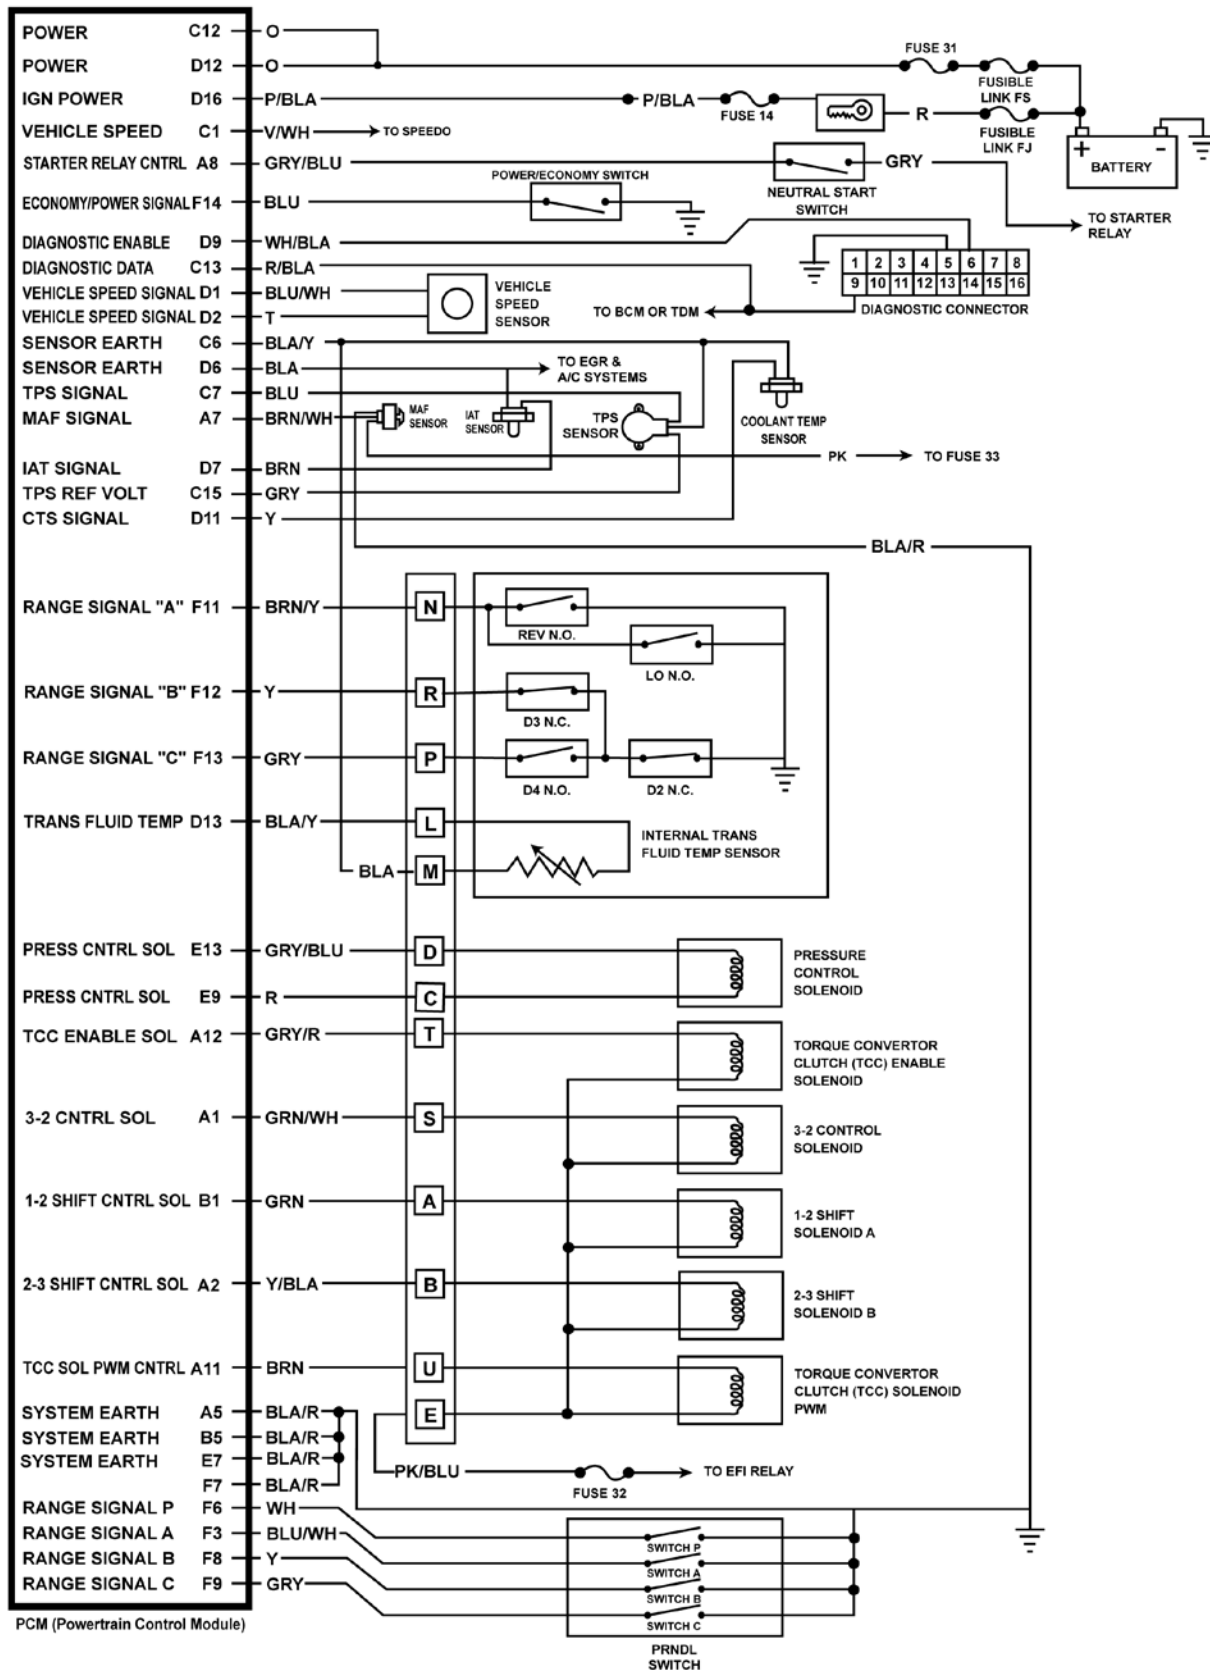 POWER C12 O
FUSE 31
POWER D12 O
FUSIBLE
LINK FS
IGN POWER D16 P/BLA P/BLA
FUSE 14
R
FUSIBLE
LINK FJ
VEHICLE SPEED C1 V/WH TO SPEEDO
+ -
BATTERY
STARTER RELAY CNTRL A8 GRY/BLU GRY
POWER/ECONOMY SWITCH
NEUTRAL START
SWITCH
ECONOMY/POWER SIGNAL F14 BLU
TO STARTER
RELAY
DIAGNOSTIC ENABLE D9 WH/BLA
DIAGNOSTIC DATA C13 R/BLA
1 2 3 4 5 6 7 8
9 10 11 12 13 14 15 16
DIAGNOSTIC CONNECTOR
TO BCM OR TDM
VEHICLE SPEED SIGNAL D1 BLU/WH
VEHICLE SPEED SIGNAL D2 T
VEHICLE
SPEED
SENSOR
SENSOR EARTH C6 BLA/Y
SENSOR EARTH D6 BLA
TO EGR &
A/C SYSTEMS
TPS SIGNAL C7 BLU
MAF SIGNAL A7 BRN/WH
MAF
SENSOR
IAT
SENSOR
TPS
SENSOR
COOLANT TEMP
SENSOR
PK TO FUSE 33
IAT SIGNAL D7 BRN
TPS REF VOLT C15 GRY
CTS SIGNAL D11 Y
BLA/R
RANGE SIGNAL "A" F11 BRN/Y N
REV N.O.
LO N.O.
RANGE SIGNAL "B" F12 Y R
D3 N.C.
RANGE SIGNAL "C" F13 GRY P
D4 N.O.
D2 N.C.
TRANS FLUID TEMP D13 BLA/Y L
INTERNAL TRANS
FLUID TEMP SENSOR
BLA M
PRESS CNTRL SOL E13 GRY/BLU D
PRESSURE
CONTROL
SOLENOID
PRESS CNTRL SOL E9 R C
TCC ENABLE SOL A12 GRY/R T
TORQUE CONVERTOR
CLUTCH (TCC) ENABLE
SOLENOID
3-2 CNTRL SOL A1 GRN/WH S
3-2 CONTROL
SOLENOID
1-2 SHIFT CNTRL SOL B1 GRN A
1-2 SHIFT
SOLENOID A
2-3 SHIFT CNTRL SOL A2 Y/BLA B
2-3 SHIFT
SOLENOID B
TCC SOL PWM CNTRL A11 BRN U
TORQUE CONVERTOR
CLUTCH (TCC) SOLENOID
PWM
E
SYSTEM EARTH A5 BLA/R
SYSTEM EARTH B5 BLA/R
SYSTEM EARTH E7 BLA/R
PK/BLU
FUSE 32
TO EFI RELAY
F7 BLA/R
RANGE SIGNAL P F6 WH
RANGE SIGNAL A F3 BLU/WH
RANGE SIGNAL B F8 Y
RANGE SIGNAL C F9 GRY
SWITCH P
SWITCH A
SWITCH B
SWITCH C
PCM (Powertrain Control Module)
PRNDL
SWITCH